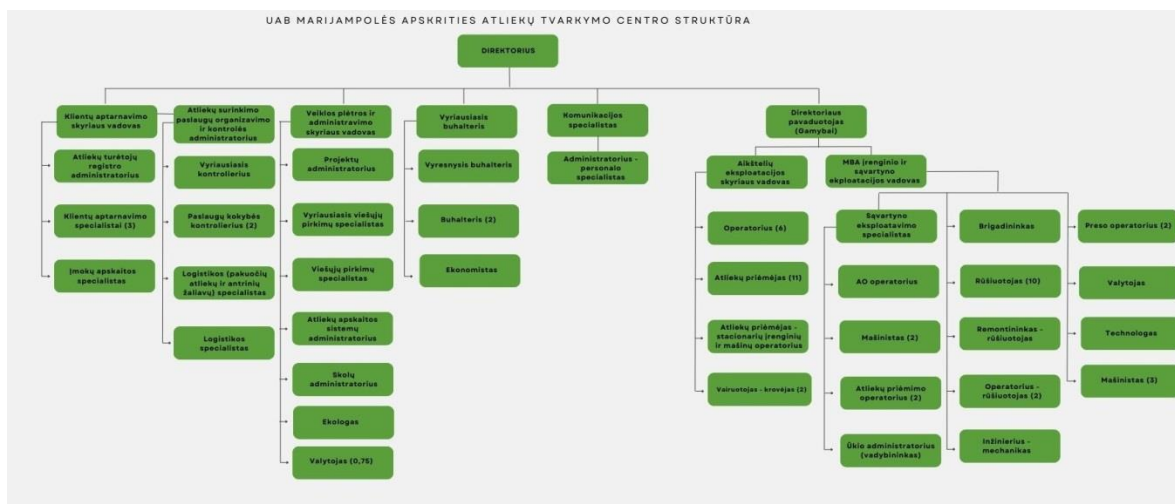 UAB MARIJAMPOLĖS APSKRITIES ATLIEKŲ TVARKYMO CENTRO STRUKTŪRA
DIREKTORIUS
Klientų aptarnavimo
skyriaus vadovas
Atliekų turėtojų
registro
administratorius
Klientų aptarnavimo
specialistai (3)
Įmokų apskaitos
specialistas
Atliekų surinkimo
paslaugų organizavimo
ir kontrolės
administratorius
Vyriausiasis
kontrolierius
Paslaugų kokybės
kontrolierius (2)
Logistikos (pakuočių
atliekų ir antrinių
žaliavų) specialistas
Logistikos
specialistas
Veiklos plėtros ir
administravimo
skyriaus vadovas
Projektų
administratorius
Vyriausiasis viešųjų
pirkimų specialistas
Viešųjų pirkimų
specialistas
Atliekų apskaitos
sistemų
administratorius
Skolų
administratorius
Ekologas
Valytojas (0,75)
Vyriausiasis
buhalteris
Vyresnysis buhalteris
Buhalteris (2)
Ekonomistas
Komunikacijos
specialistas
Administratorius -
personalo
specialistas
Direktoriaus
pavaduotojas
(Gamybai)
Aikštelių
eksploatacijos
skyriaus vadovas
Operatorius (6)
Atliekų priėmėjas (11)
Atliekų priėmėjas -
stacionarių įrenginių
ir mašinų operatorius
Vairuotojas - krovėjas (2)
MBA įrenginio ir
sąvartyno
ekploatacijos vadovas
Sąvartyno
eksploatavimo
specialistas
AO operatorius
Mašinistas (2)
Atliekų priėmimo
operatorius (2)
Ūkio administratorius
(vadybininkas)
Brigadininkas
Rūšiuotojas (10)
Remontininkas -
rūšiuotojas
Operatorius -
rūšiuotojas (2)
Inžinierius -
mechanikas
Preso operatorius (2)
Valytojas
Technologas
Mašinistas (3)